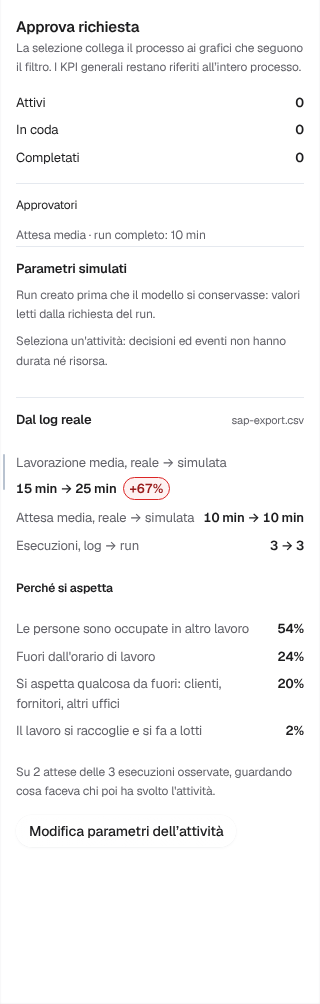 Approva richiesta
La selezione collega il processo ai grafici che seguono
il filtro. I KPI generali restano riferiti all'intero processo.
Attivi 0
In coda 0
Completati 0
Approvatori
Attesa media · run completo: 10 min
Parametri simulati
Run creato prima che il modello si conservasse: valori
letti dalla richiesta del run.
Seleziona un'attività: decisioni ed eventi non hanno
durata né risorsa.
Dal log reale sap-export.csv
Lavorazione media, reale → simulata
15 min → 25 min +67%
Attesa media, reale → simulata 10 min → 10 min
Esecuzioni, log → run 3 → 3
Perché si aspetta
Le persone sono occupate in altro lavoro 54%
Fuori dall'orario di lavoro 24%
Si aspetta qualcosa da fuori: clienti, 20%
fornitori, altri uffici
Il lavoro si raccoglie e si fa a lotti 2%
Su 2 attese delle 3 esecuzioni osservate, guardando
cosa faceva chi poi ha svolto l'attività.
Modifica parametri dell'attività